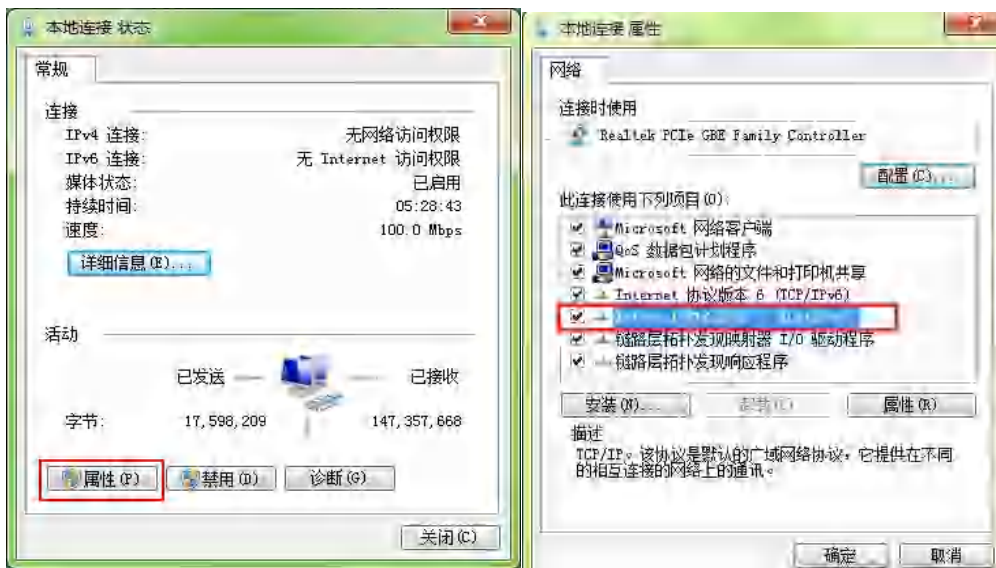 本地连接 状态
常规
连接
IPv4 连接: 无网络访问权限
IPv6 连接: 无 Internet 访问权限
媒体状态: 已启用
持续时间: 05:28:43
速度: 100.0 Mbps
详细信息(E)...
活动
已发送 — — 已接收
字节: 17,598,209 147,357,668
属性(P) 禁用(D) 诊断(G)
关闭(C)
本地连接 属性
网络
连接时使用
Realtek PCIe GBE Family Controller
配置(C)...
此连接使用下列项目(O):
Microsoft 网络客户端
QoS 数据包计划程序
Microsoft 网络的文件和打印机共享
Internet 协议版本 6 (TCP/IPv6)
链路层拓扑发现映射器 I/O 驱动程序
链路层拓扑发现响应程序
安装(N)... 属性(R)
描述
TCP/IP。该协议是默认的广域网络协议,它提供在不同
的相互连接的网络上的通讯。
确定 取消